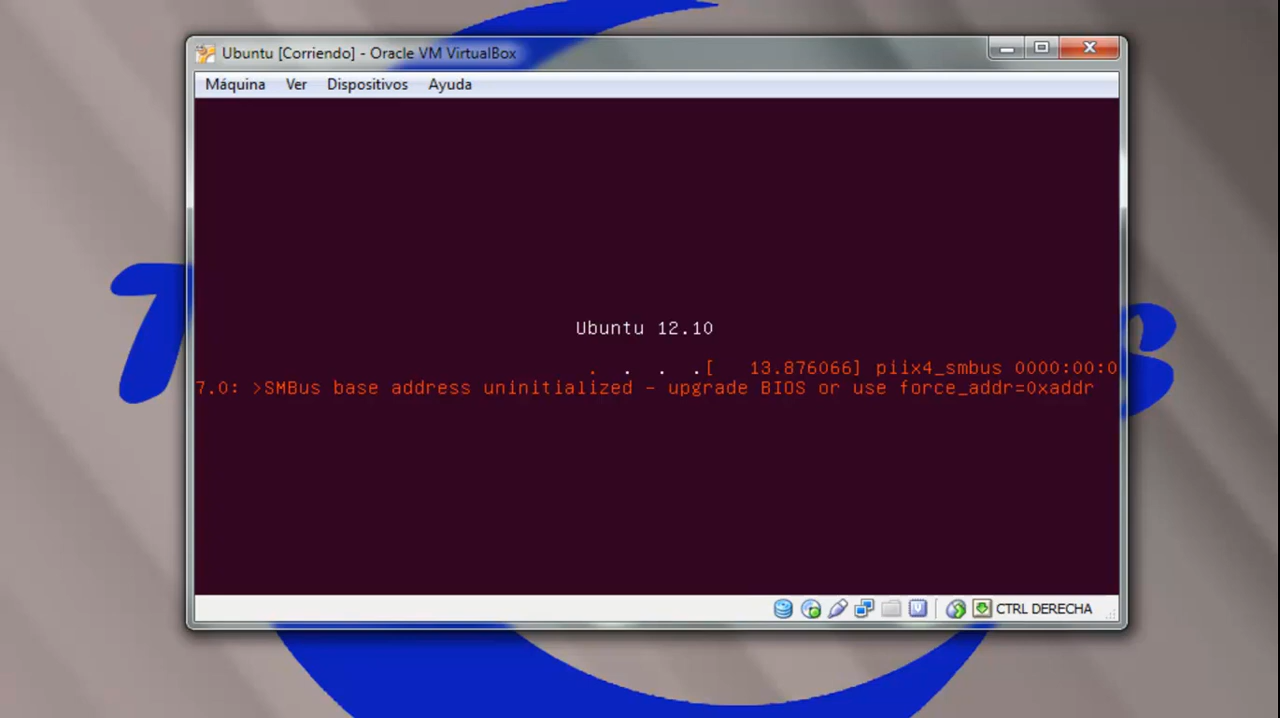 Ubuntu [Corriendo] - Oracle VM VirtualBox
Máquina Ver Dispositivos Ayuda
Ubuntu 12.10
. . . .[ 13.876066] piix4_smbus 0000:00:0
7.0: >SMBus base address uninitialized - upgrade BIOS or use force_addr=0xaddr
CTRL DERECHA